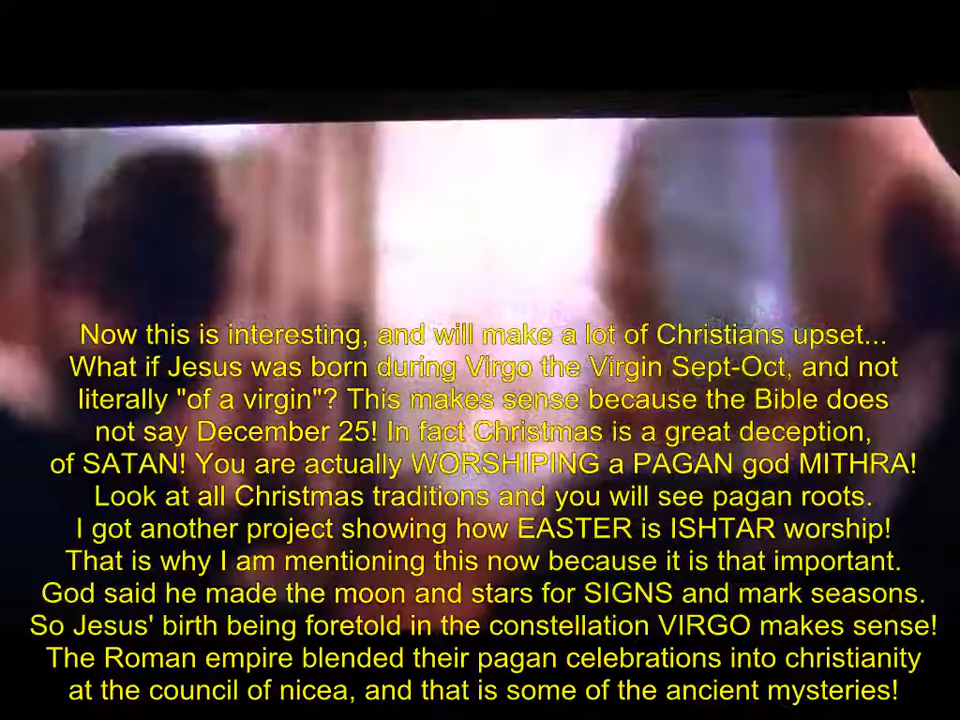 Now this is interesting, and will make a lot of Christians upset...
What if Jesus was born during Virgo the Virgin Sept-Oct, and not
literally "of a virgin"? This makes sense because the Bible does
not say December 25! In fact Christmas is a great deception,
of SATAN! You are actually WORSHIPING a PAGAN god MITHRA!
Look at all Christmas traditions and you will see pagan roots.
I got another project showing how EASTER is ISHTAR worship!
That is why I am mentioning this now because it is that important.
God said he made the moon and stars for SIGNS and mark seasons.
So Jesus' birth being foretold in the constellation VIRGO makes sense!
The Roman empire blended their pagan celebrations into christianity
at the council of nicea, and that is some of the ancient mysteries!